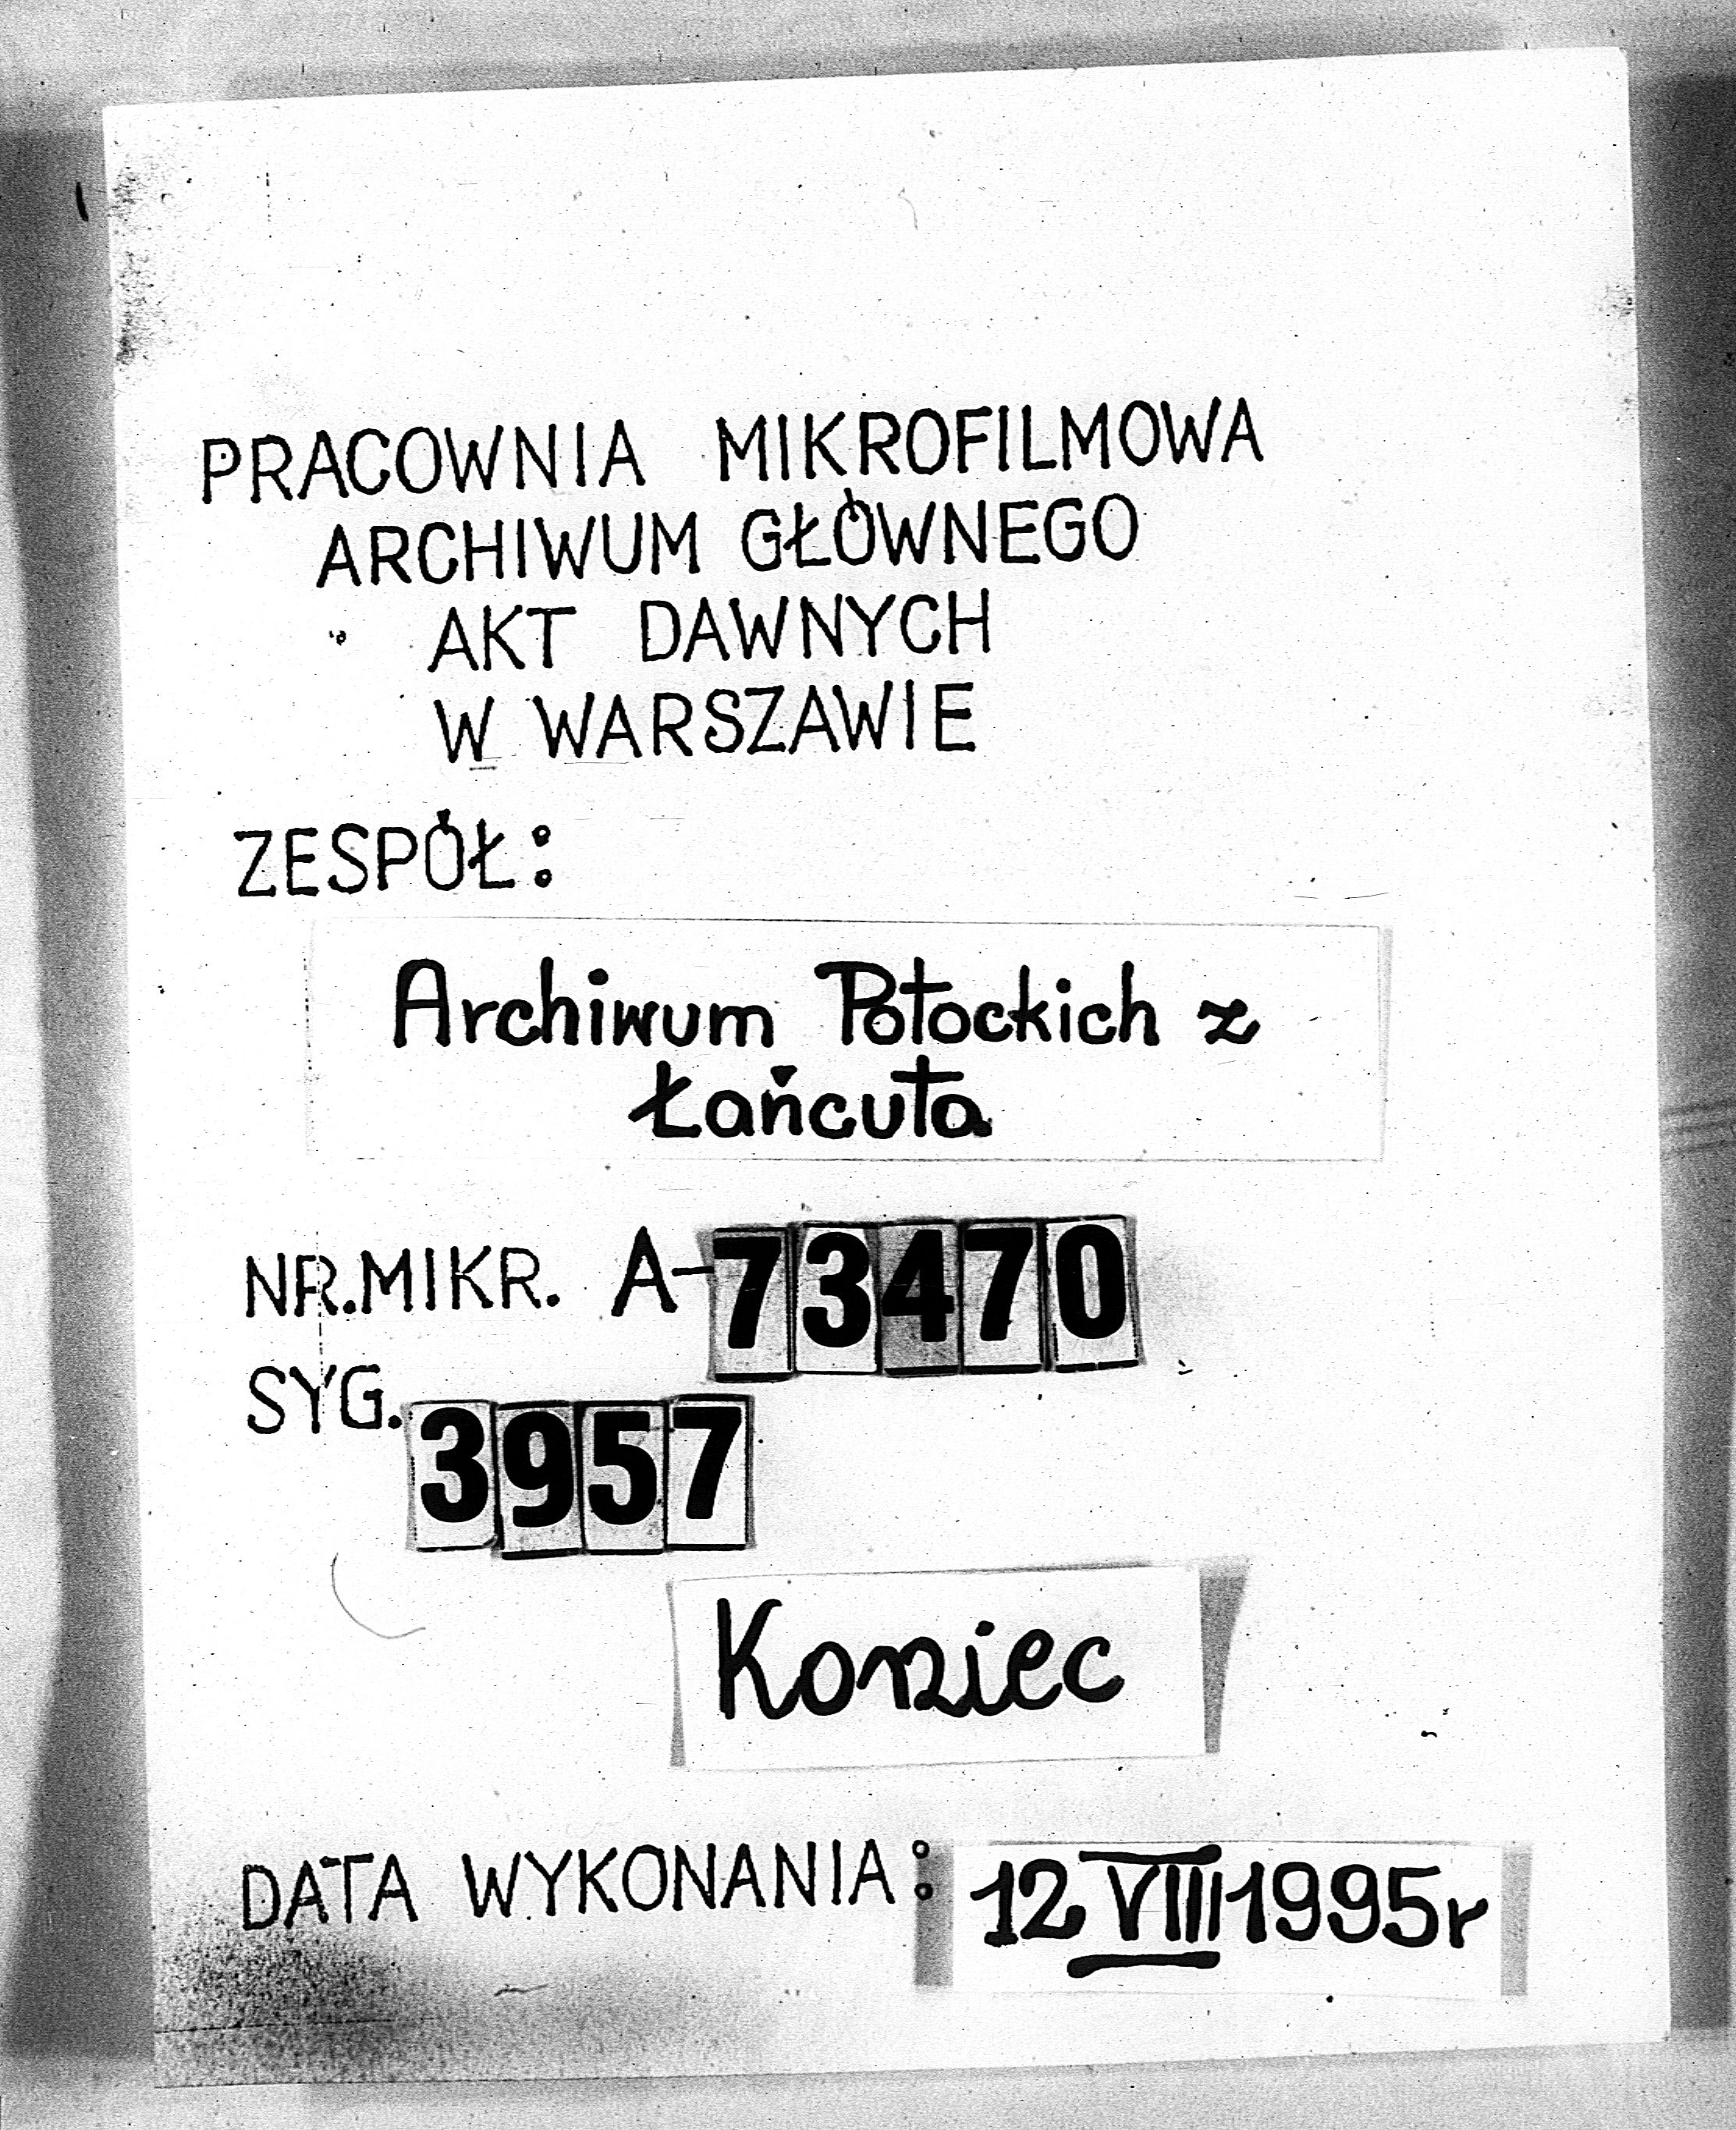 PRACOWNIA MIKROFILMOWA
ARCHIWUM GŁÓWNEGO
AKT DAWNYCH
W WARSZAWIE
ZESPÓŁ:
Archiwum Potockich z
Łańcuta
NR.MIKR. A-73470
SYG. 3957
Koniec
DATA WYKONANIA: 12 VIII 1995r